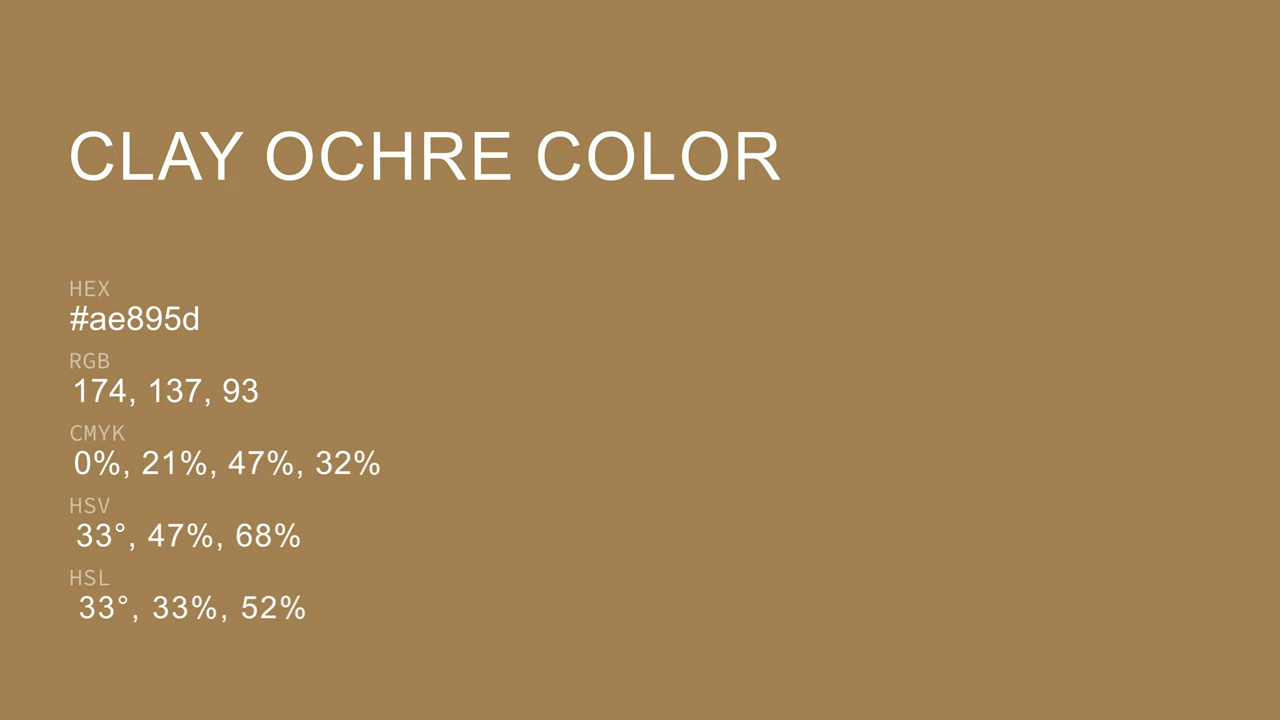 CLAY OCHRE COLOR
HEX
#ae895d
RGB
174, 137, 93
CMYK
0%, 21%, 47%, 32%
HSV
33°, 47%, 68%
HSL
33°, 33%, 52%